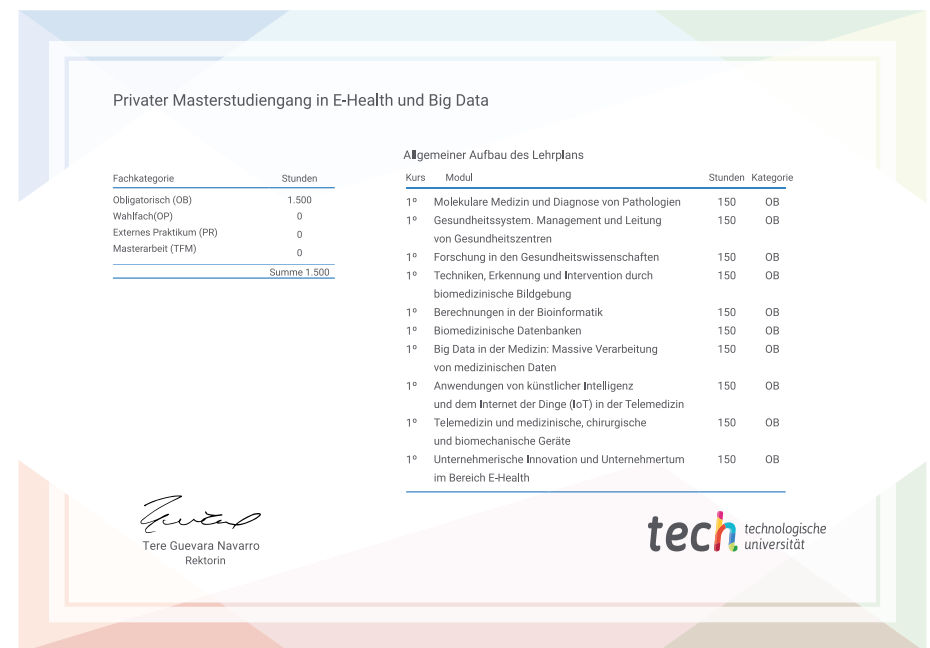 Privater Masterstudiengang in E-Health und Big Data
Fachkategorie Stunden
Obligatorisch (OB) 1.500
Wahlfach(OP) 0
Externes Praktikum (PR) 0
Masterarbeit (TFM) 0
Summe 1.500
Allgemeiner Aufbau des Lehrplans
Kurs Modul Stunden Kategorie
1º Molekulare Medizin und Diagnose von Pathologien 150 OB
1º Gesundheitssystem. Management und Leitung 150 OB
von Gesundheitszentren
1º Forschung in den Gesundheitswissenschaften 150 OB
1º Techniken, Erkennung und Intervention durch 150 OB
biomedizinische Bildgebung
1º Berechnungen in der Bioinformatik 150 OB
1º Biomedizinische Datenbanken 150 OB
1º Big Data in der Medizin: Massive Verarbeitung 150 OB
von medizinischen Daten
1º Anwendungen von künstlicher Intelligenz 150 OB
und dem Internet der Dinge (IoT) in der Telemedizin
1º Telemedizin und medizinische, chirurgische 150 OB
und biomechanische Geräte
1º Unternehmerische Innovation und Unternehmertum 150 OB
im Bereich E-Health
Tere Guevara Navarro
Rektorin
tech technologische
universität